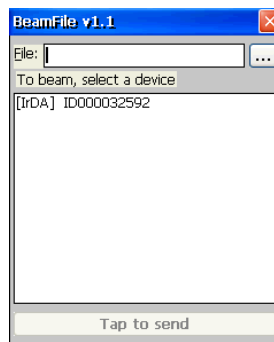 BeamFile v1.1
File:
...
To beam, select a device
[IrDA] ID000032592
Tap to send